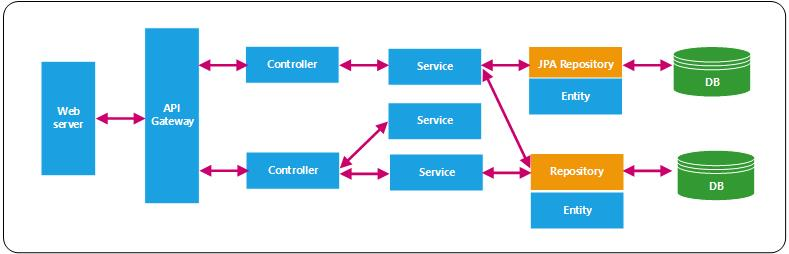 Web
server
API
Gateway
Controller
Service
JPA Repository
Entity
DB
Service
Controller
Service
Repository
Entity
DB